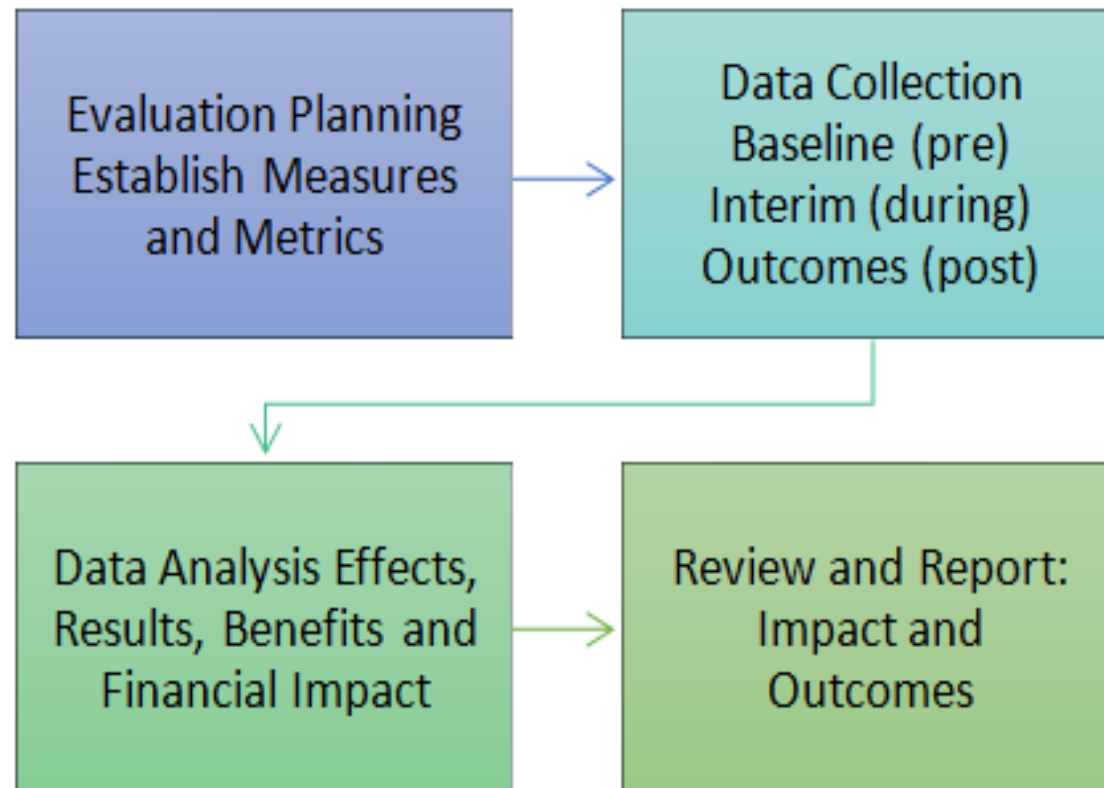 Evaluation Planning
Establish Measures
and Metrics
Data Collection
Baseline (pre)
Interim (during)
Outcomes (post)
Data Analysis Effects,
Results, Benefits and
Financial Impact
Review and Report:
Impact and
Outcomes